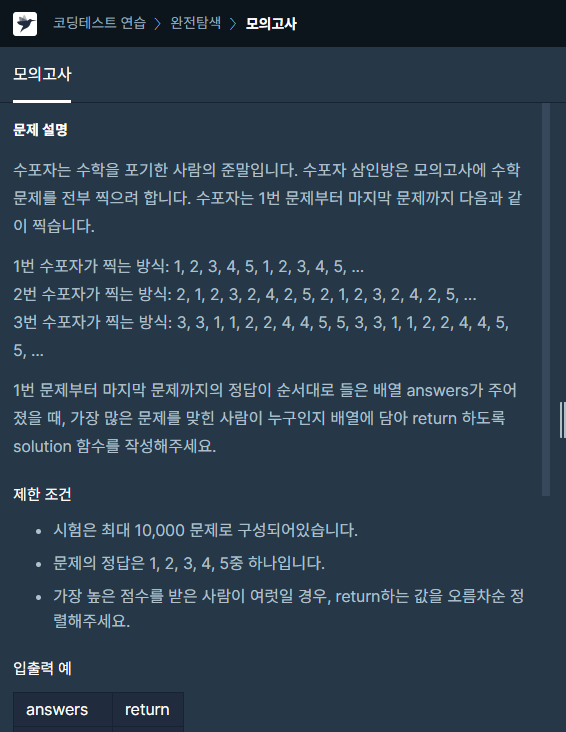 코딩테스트 연습 > 완전탐색 > 모의고사
모의고사
문제 설명
수포자는 수학을 포기한 사람의 준말입니다. 수포자 삼인방은 모의고사에 수학
문제를 전부 찍으려 합니다. 수포자는 1번 문제부터 마지막 문제까지 다음과 같
이 찍습니다.
1번 수포자가 찍는 방식: 1, 2, 3, 4, 5, 1, 2, 3, 4, 5, ...
2번 수포자가 찍는 방식: 2, 1, 2, 3, 2, 4, 2, 5, 2, 1, 2, 3, 2, 4, 2, 5, ...
3번 수포자가 찍는 방식: 3, 3, 1, 1, 2, 2, 4, 4, 5, 5, 3, 3, 1, 1, 2, 2, 4, 4, 5,
5, ...
1번 문제부터 마지막 문제까지의 정답이 순서대로 들은 배열 answers가 주어
졌을 때, 가장 많은 문제를 맞힌 사람이 누구인지 배열에 담아 return 하도록
solution 함수를 작성해주세요.
제한 조건
• 시험은 최대 10,000 문제로 구성되어있습니다.
• 문제의 정답은 1, 2, 3, 4, 5중 하나입니다.
• 가장 높은 점수를 받은 사람이 여럿일 경우, return하는 값을 오름차순 정
렬해주세요.
입출력 예
answers return